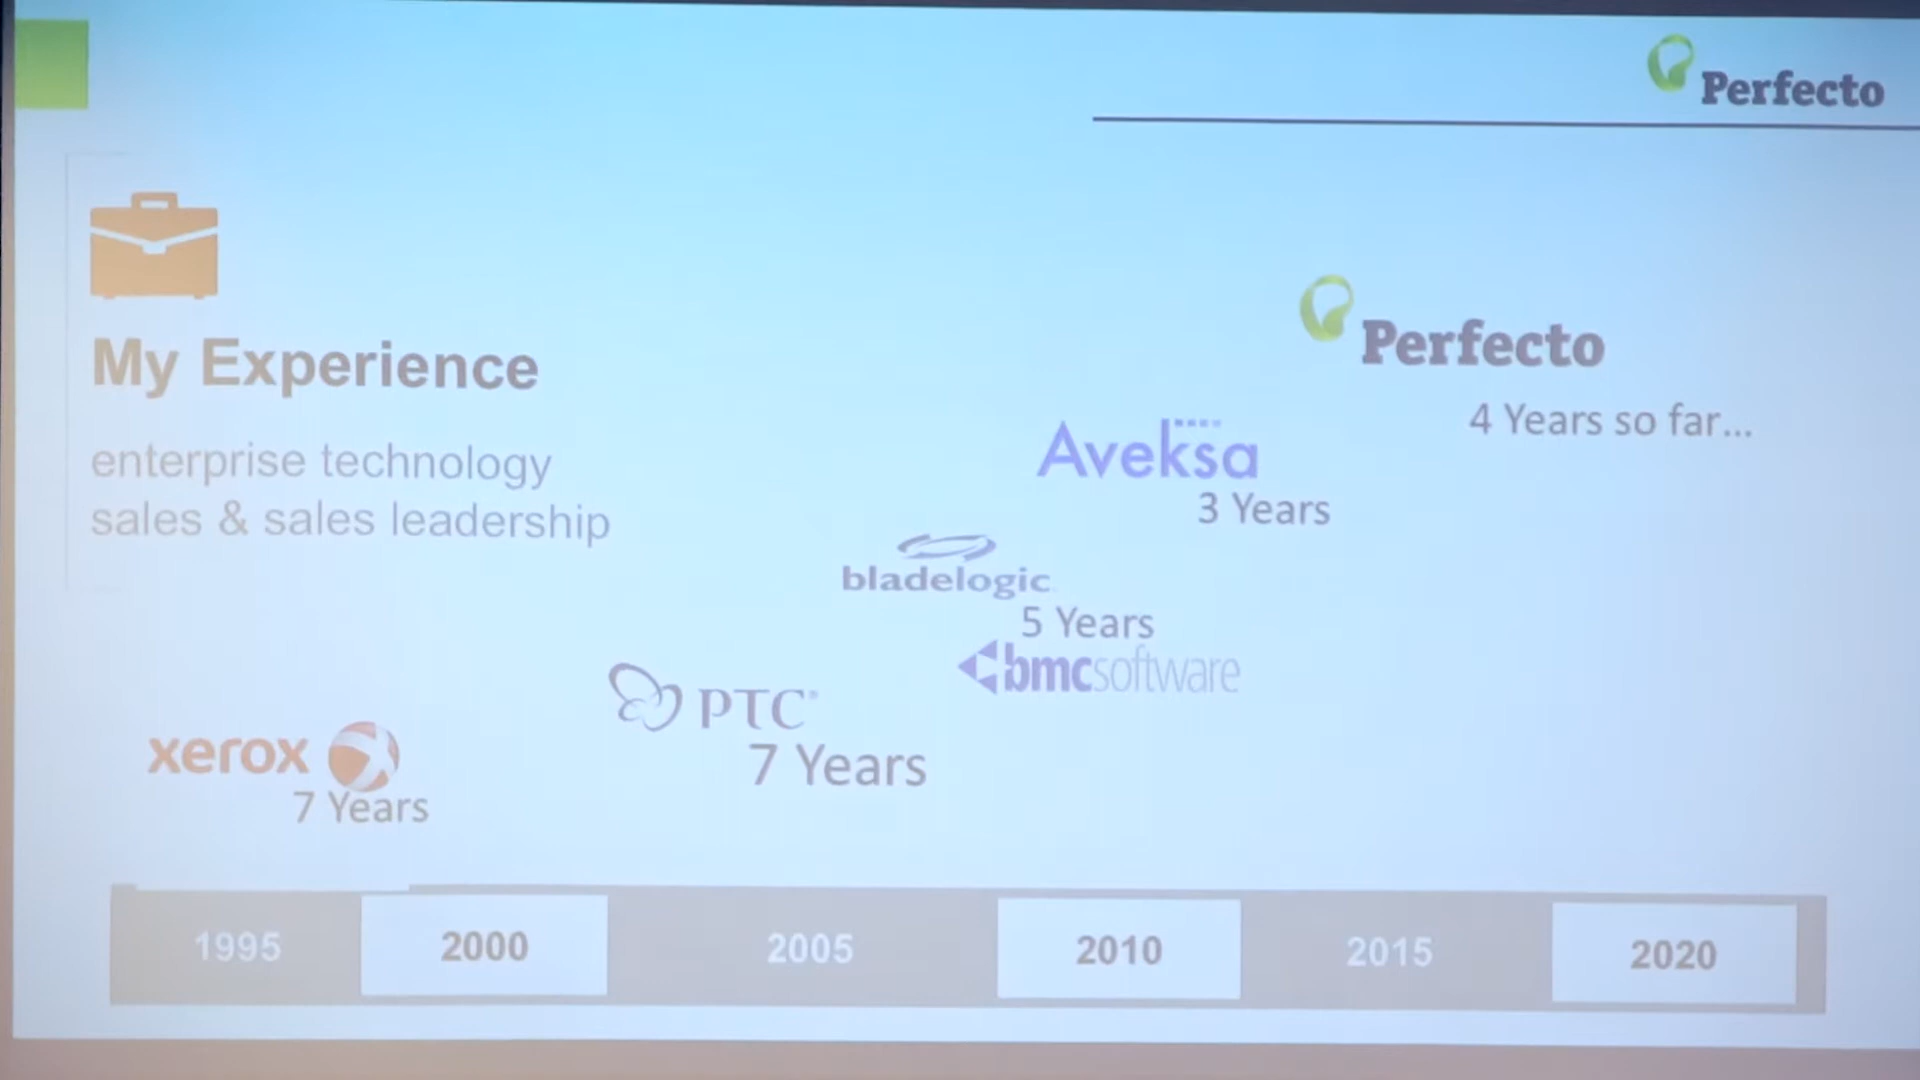 Perfecto
My Experience
enterprise technology
sales & sales leadership
Perfecto
4 Years so far...
Aveksa
3 Years
bladelogic
5 Years
bmcsoftware
PTC®
7 Years
xerox
7 Years
1995 2000 2005 2010 2015 2020